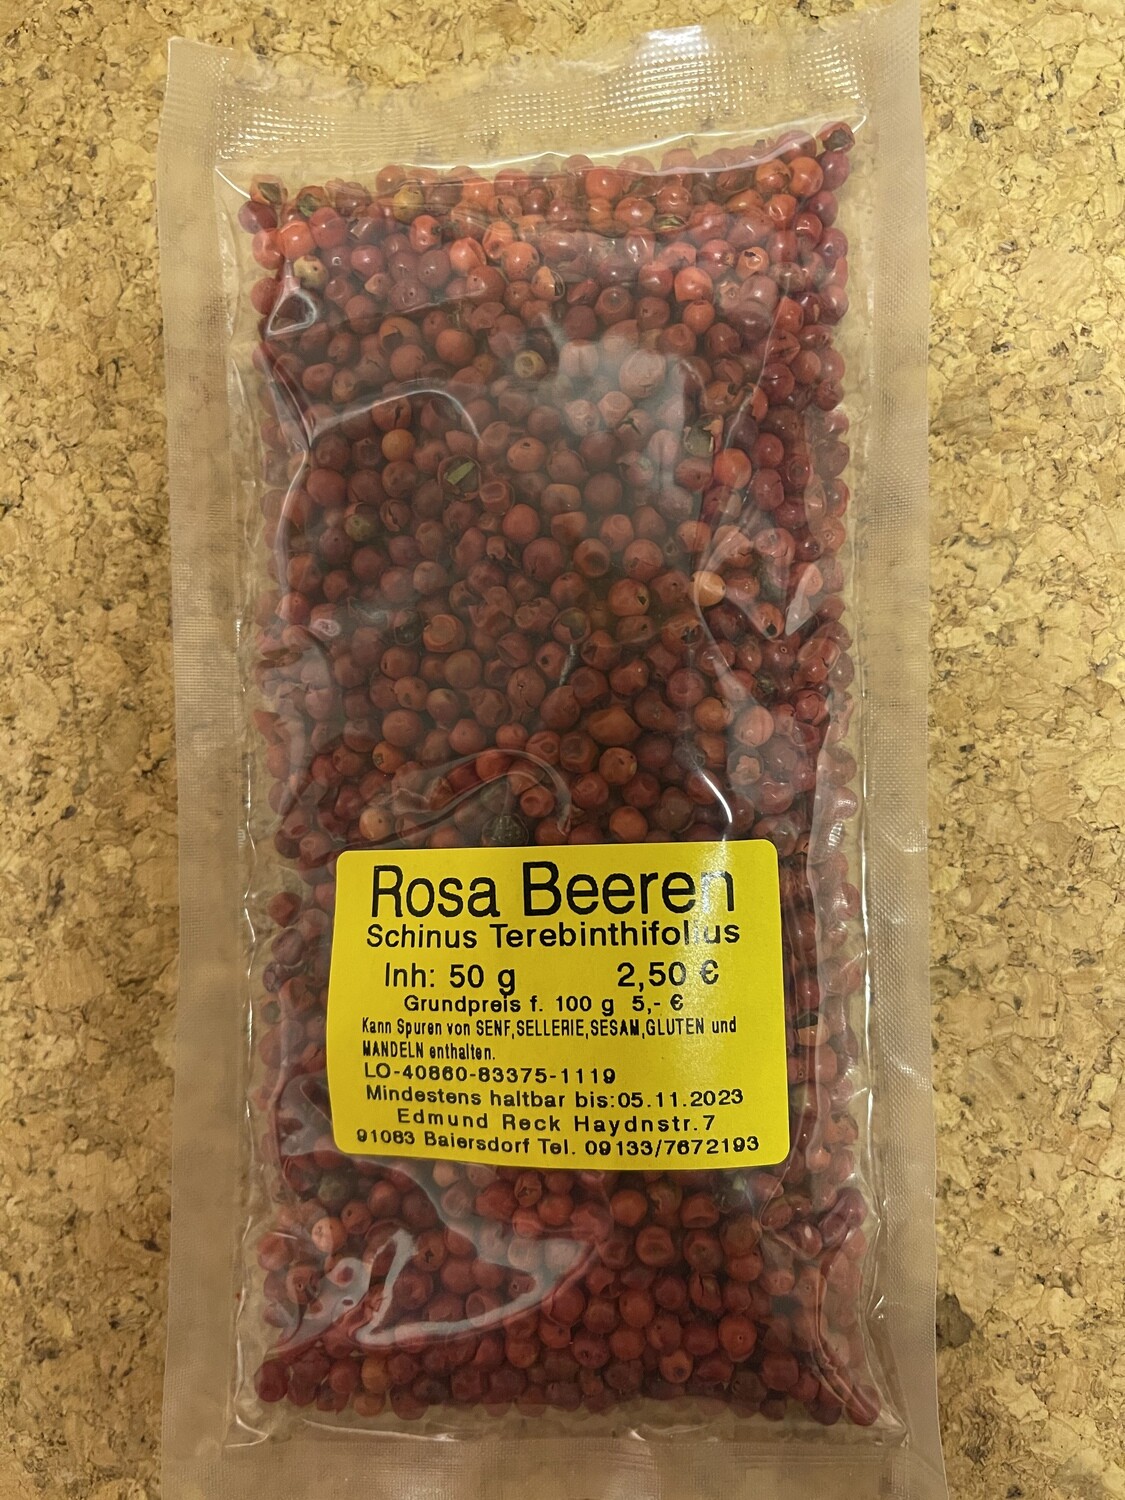 Rosa Beeren
Schinus Terebinthifolius
Inh: 50 g 2,50 €
Grundpreis f. 100 g 5,- €
Kann Spuren von SENF,SELLERIE,SESAM,GLUTEN und
MANDELN enthalten.
LO-40860-83375-1119
Mindestens haltbar bis:05.11.2023
Edmund Reck Haydnstr.7
91083 Baiersdorf Tel. 09133/7672193